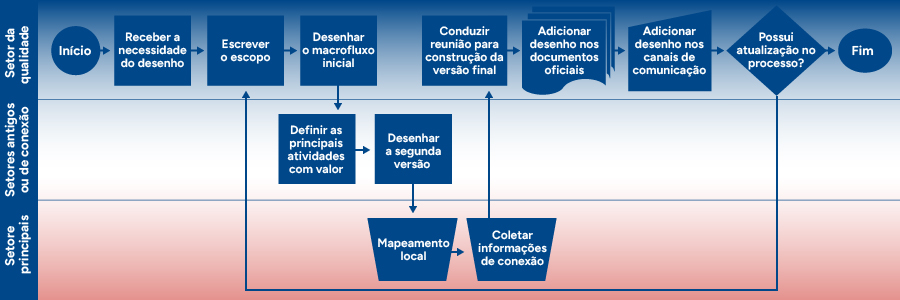 Setor da
qualidade
Início
Receber a
necessidade
do desenho
Escrever
o escopo
Desenhar
o macrofluxo
inicial
Conduzir
reunião para
construção da
versão final
Adicionar
desenho nos
documentos
oficiais
Adicionar
desenho nos
canais de
comunicação
Possui
atualização no
processo?
Fim
Setores antigos
ou de conexão
Definir as
principais
atividades
com valor
Desenhar
a segunda
versão
Setore
principais
Mapeamento
local
Coletar
informações
de conexão